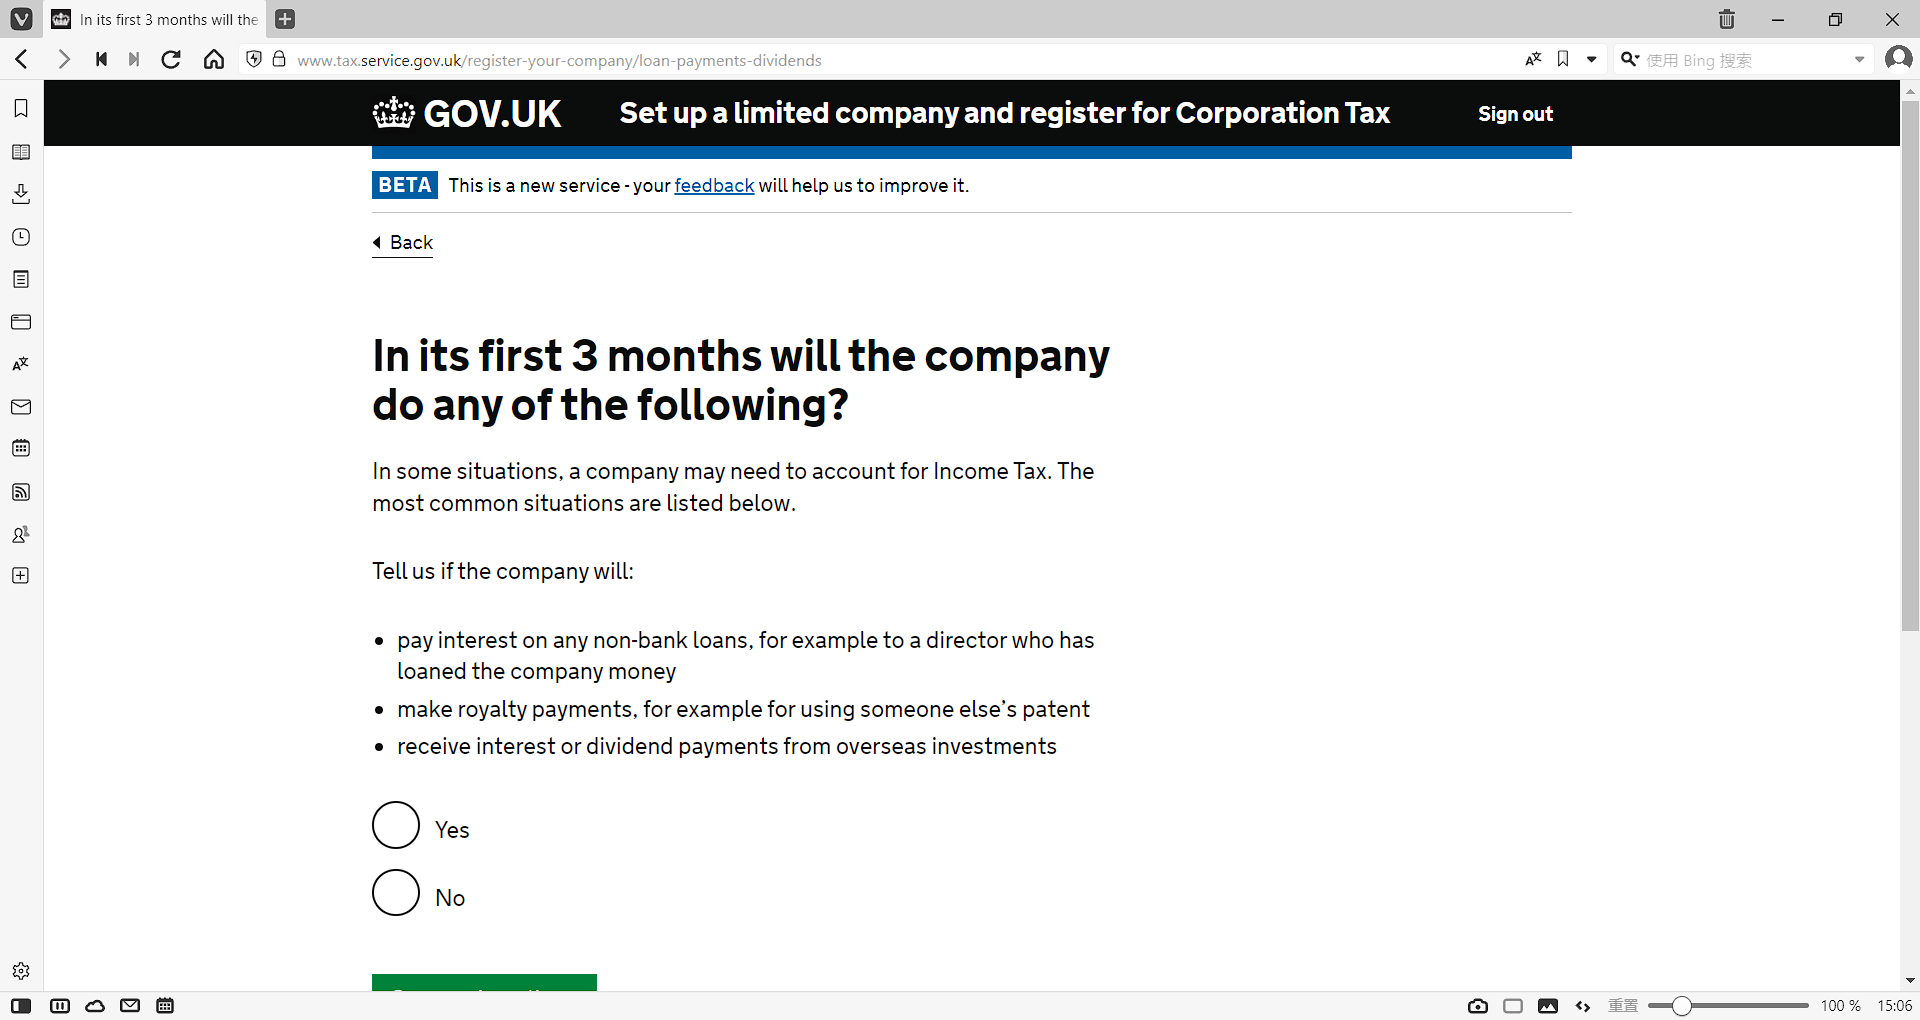 In its first 3 months will the
www.tax.service.gov.uk/register-your-company/loan-payments-dividends
使用 Bing 搜索
GOV.UK
Set up a limited company and register for Corporation Tax
Sign out
BETA This is a new service - your feedback will help us to improve it.
Back
In its first 3 months will the company
do any of the following?
In some situations, a company may need to account for Income Tax. The
most common situations are listed below.
Tell us if the company will:
• pay interest on any non-bank loans, for example to a director who has
loaned the company money
• make royalty payments, for example for using someone else’s patent
• receive interest or dividend payments from overseas investments
Yes
No
重置
100 %
15:06